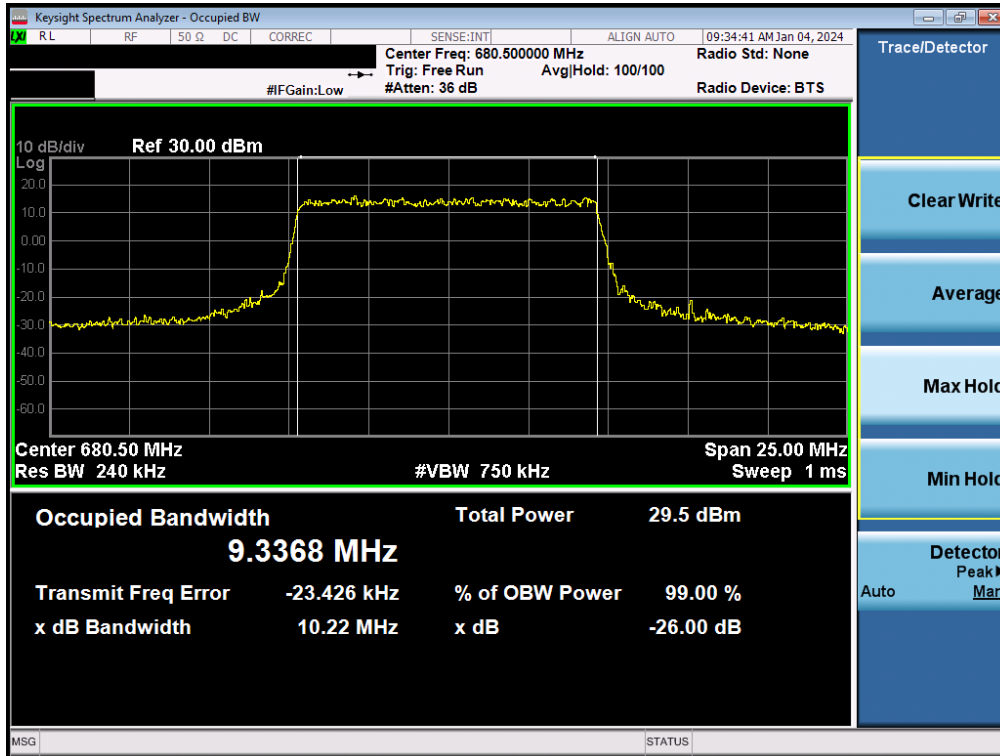 Keysight Spectrum Analyzer - Occupied BW
LXI RL RF 50 Ω DC CORREC SENSE:INT ALIGN AUTO 09:34:41 AM Jan 04, 2024
Center Freq: 680.500000 MHz Radio Std: None
Trig: Free Run Avg|Hold: 100/100
#IFGain:Low #Atten: 36 dB Radio Device: BTS
Trace/Detector
10 dB/div Ref 30.00 dBm
Log
20.0
10.0
0.00
-10.0
-20.0
-30.0
-40.0
-50.0
-60.0
Center 680.50 MHz Span 25.00 MHz
Res BW 240 kHz #VBW 750 kHz Sweep 1 ms
Occupied Bandwidth Total Power 29.5 dBm
9.3368 MHz
Transmit Freq Error -23.426 kHz % of OBW Power 99.00 %
x dB Bandwidth 10.22 MHz x dB -26.00 dB
Clear Write
Average
Max Hold
Min Hold
Detector
Peak
Auto Man
MSG STATUS